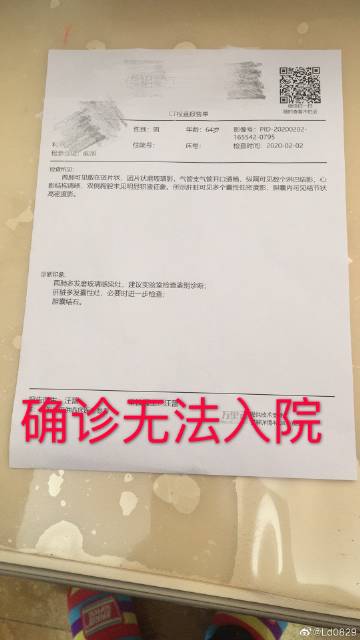 CT检查报告单
性别：男 年龄：64岁 影像号：PID-20200202-
165542-0795
住院号： 床号： 检查时间：2020-02-02
检查所见：
两肺可见散在斑片状、团片状磨玻璃影。气管支气管开口通畅。纵隔可见数个淋巴结影，心
影结构清晰，双侧胸腔未见明显积液征象。所示肝脏可见多个囊性低密度影，胆囊内可见结节状
高密度影。
诊断印象：
两肺多发磨玻璃感染灶，建议实验室检查鉴别诊断；
肝脏多发囊性灶，必要时进一步检查；
胆囊结石。
确诊无法入院
@Ld0829